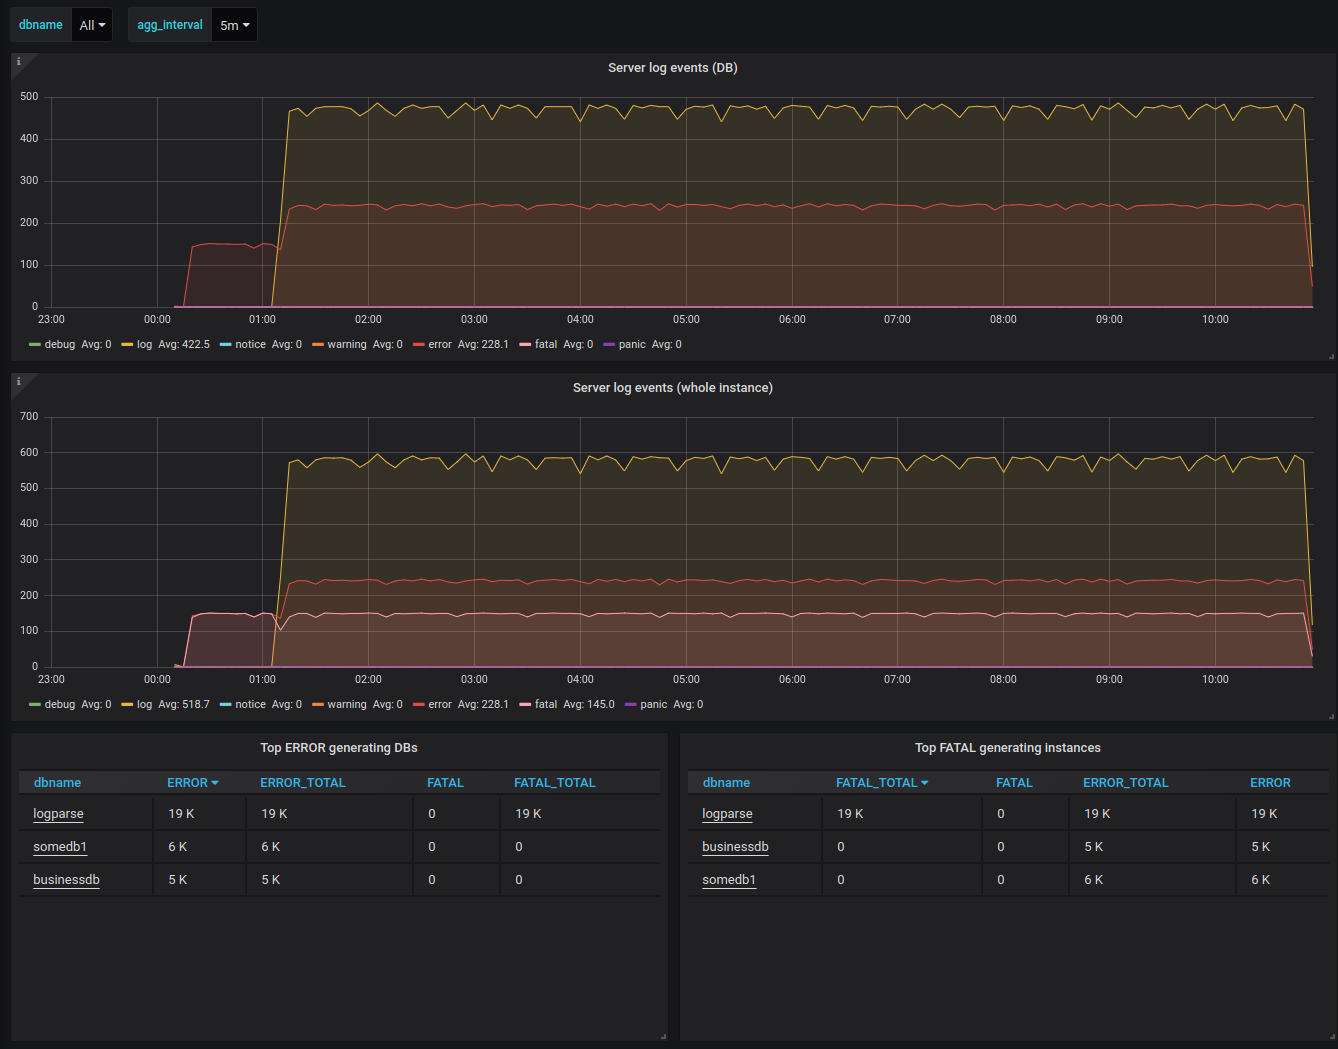 dbname All agg_interval 5m
i
Server log events (DB)
500
400
300
200
100
0
23:00 00:00 01:00 02:00 03:00 04:00 05:00 06:00 07:00 08:00 09:00 10:00
debug Avg: 0 log Avg: 422.5 notice Avg: 0 warning Avg: 0 error Avg: 228.1 fatal Avg: 0 panic Avg: 0
i
Server log events (whole instance)
700
600
500
400
300
200
100
0
23:00 00:00 01:00 02:00 03:00 04:00 05:00 06:00 07:00 08:00 09:00 10:00
debug Avg: 0 log Avg: 518.7 notice Avg: 0 warning Avg: 0 error Avg: 228.1 fatal Avg: 145.0 panic Avg: 0
Top ERROR generating DBs
dbname ERROR ERROR_TOTAL FATAL FATAL_TOTAL
logparse 19 K 19 K 0 19 K
somedb1 6 K 6 K 0 0
businessdb 5 K 5 K 0 0
Top FATAL generating instances
dbname FATAL_TOTAL FATAL ERROR_TOTAL ERROR
logparse 19 K 0 19 K 19 K
businessdb 0 0 5 K 5 K
somedb1 0 0 6 K 6 K